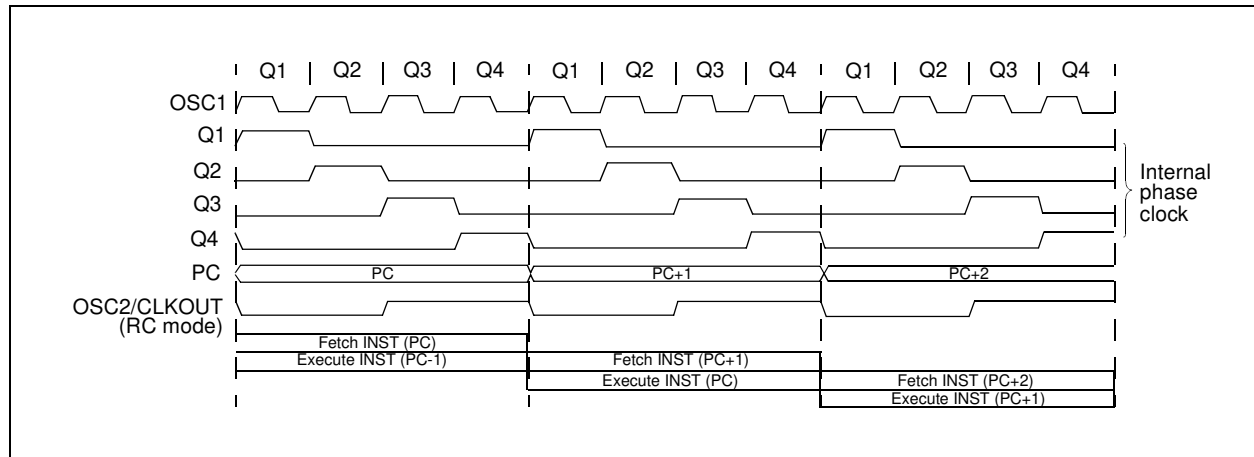 Q1 Q2 Q3 Q4 Q1 Q2 Q3 Q4 Q1 Q2 Q3 Q4
OSC1
Q1
Q2
Q3
Q4
Internal
phase
clock
PC
PC PC+1 PC+2
OSC2/CLKOUT
(RC mode)
Fetch INST (PC)
Execute INST (PC-1) Fetch INST (PC+1)
Execute INST (PC) Fetch INST (PC+2)
Execute INST (PC+1)